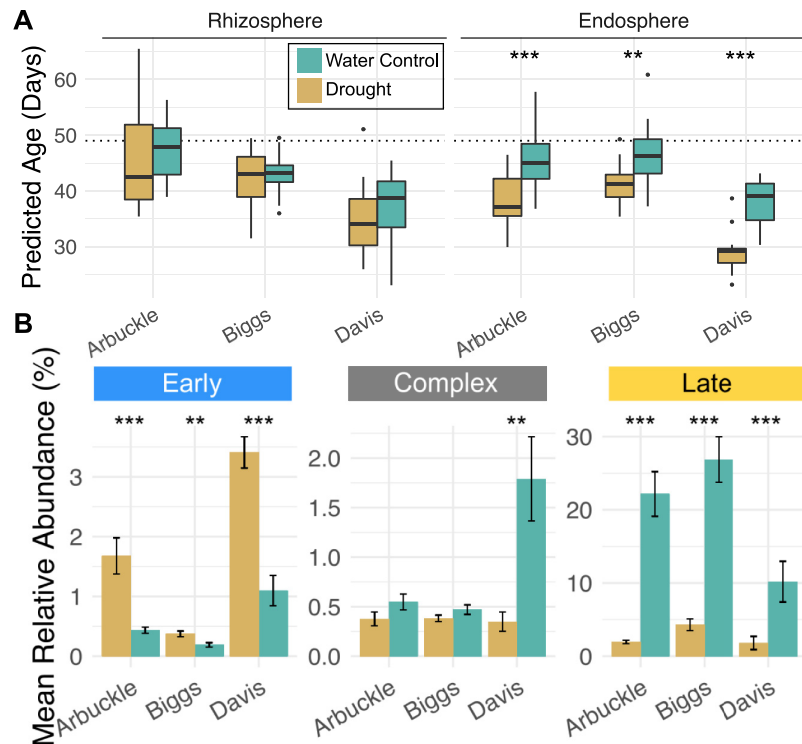 A
Rhizosphere
Endosphere
Water Control
Drought
***
**
***
Predicted Age (Days)
60
50
40
30
Arbuckle
Biggs
Davis
Arbuckle
Biggs
Davis
B
Mean Relative Abundance (%)
Early
***
**
***
3
2
1
0
Arbuckle
Biggs
Davis
Complex
**
2.0
1.5
1.0
0.5
0.0
Arbuckle
Biggs
Davis
Late
***
***
***
30
20
10
0
Arbuckle
Biggs
Davis